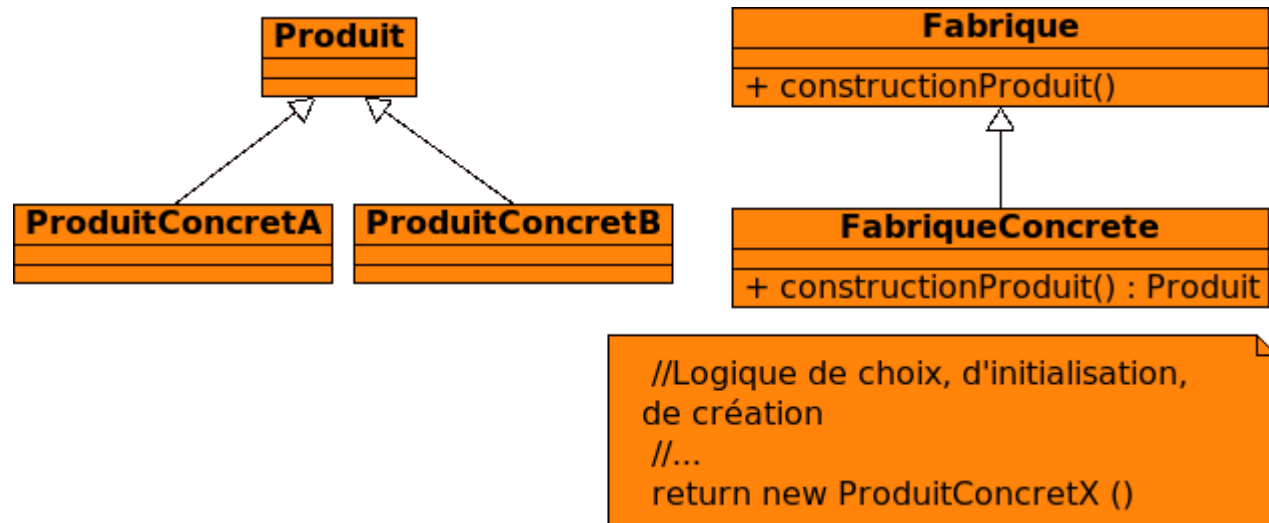 Produit
Fabrique
+ constructionProduit()
ProduitConcretA
ProduitConcretB
FabriqueConcrete
+ constructionProduit() : Produit
//Logique de choix, d'initialisation,
de création
//...
return new ProduitConcretX ()